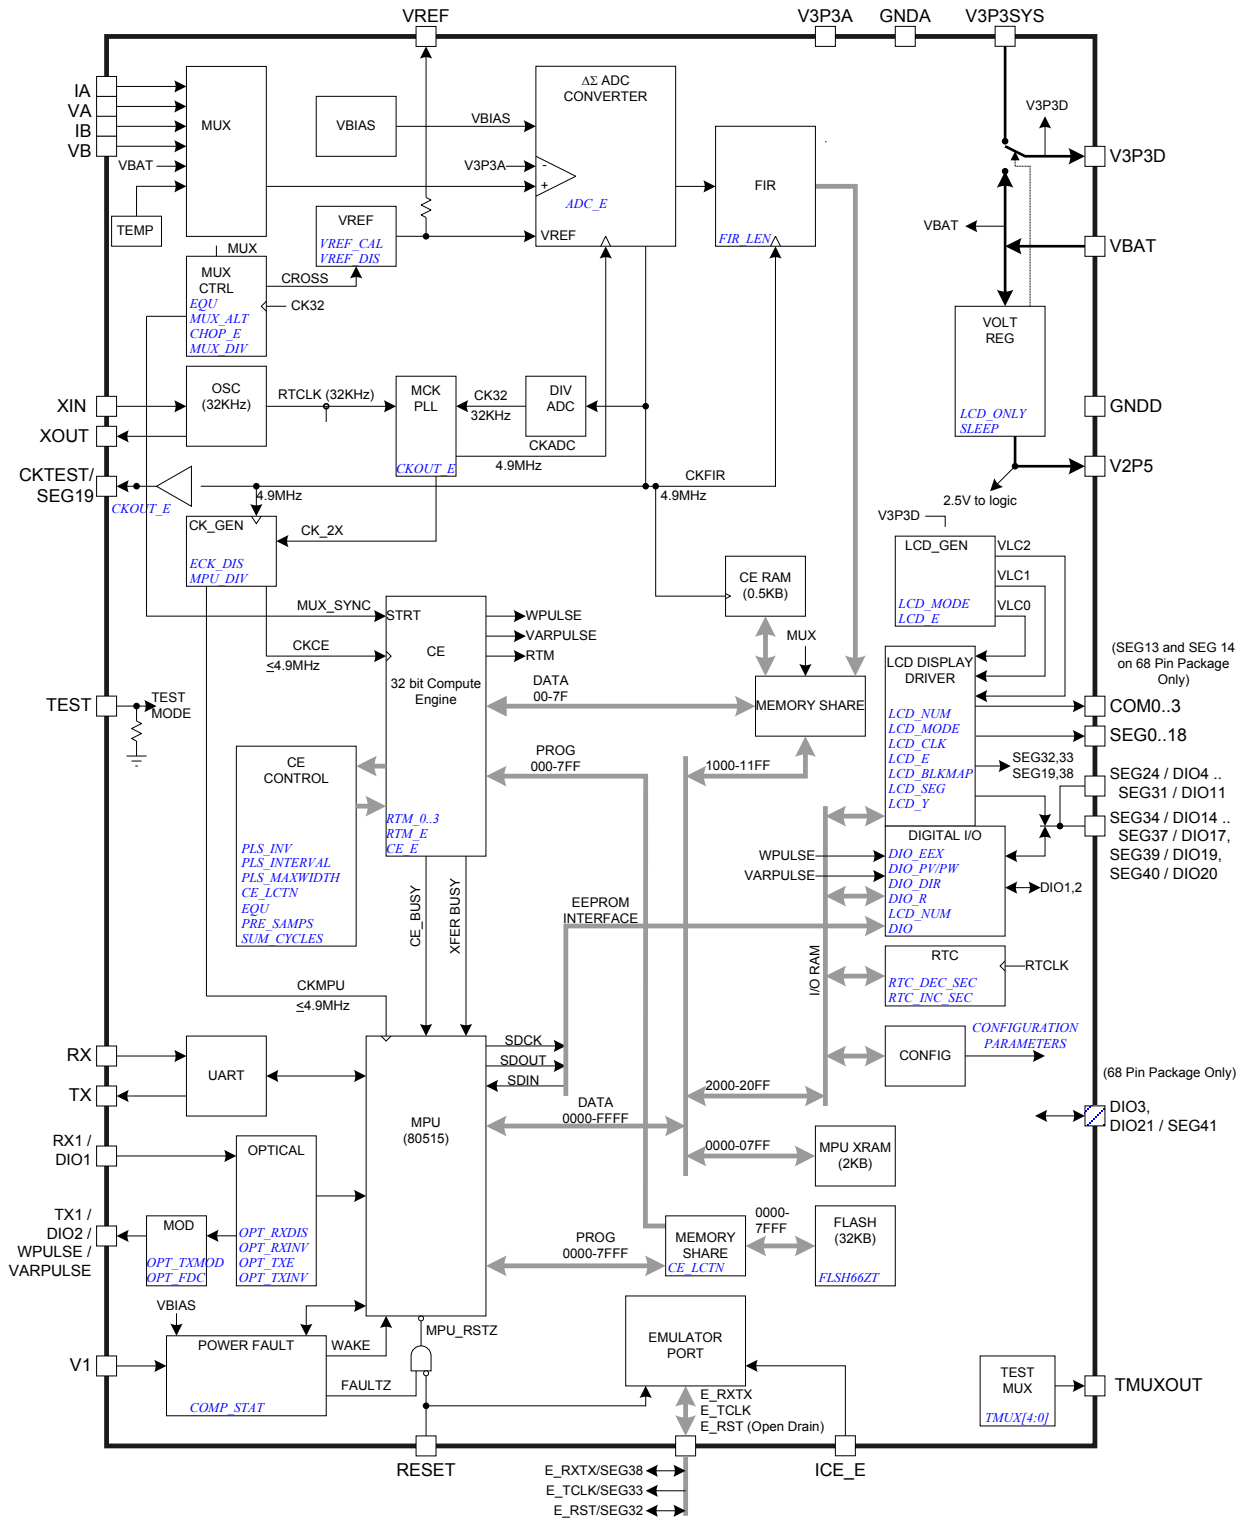 VREF
V3P3A
GNDA
V3P3SYS
IA
VA
IB
VB
VBAT
TEMP
MUX
VBIAS
VBIAS
V3P3A
ΔΣ ADC
CONVERTER
-
+
ADC_E
VREF
FIR
FIR_LEN
V3P3D
V3P3D
VBAT
VBAT
VREF
VREF_CAL
VREF_DIS
MUX
MUX
CTRL
EQU
MUX_ALT
CHOP_E
MUX_DIV
CROSS
CK32
VOLT
REG
LCD_ONLY
SLEEP
GNDD
V2P5
2.5V to logic
XIN
XOUT
OSC
(32KHz)
RTCLK (32KHz)
MCK
PLL
CKOUT_E
CK32
32KHz
DIV
ADC
CKADC
4.9MHz
CKFIR
4.9MHz
CKTEST/
SEG19
CKOUT_E
4.9MHz
CK_GEN
ECK_DIS
MPU_DIV
CK_2X
V3P3D
LCD_GEN
LCD_MODE
LCD_E
VLC2
VLC1
VLC0
CE RAM
(0.5KB)
MUX
MEMORY SHARE
MUX_SYNC
CKCE
≤4.9MHz
STRT
CE
32 bit Compute
Engine
RTM_0..3
RTM_E
CE_E
WPULSE
VARPULSE
RTM
DATA
00-7F
PROG
000-7FF
1000-11FF
LCD DISPLAY
DRIVER
LCD_NUM
LCD_MODE
LCD_CLK
LCD_E
LCD_BLKMAP
LCD_SEG
LCD_Y
(SEG13 and SEG 14
on 68 Pin Package
Only)
COM0..3
SEG0..18
SEG32,33
SEG19,38
SEG24 / DIO4 ..
SEG31 / DIO11
SEG34 / DIO14 ..
SEG37 / DIO17,
SEG39 / DIO19,
SEG40 / DIO20
TEST
TEST
MODE
CE
CONTROL
PLS_INV
PLS_INTERVAL
PLS_MAXWIDTH
CE_LCTN
EQU
PRE_SAMPS
SUM_CYCLES
CE_BUSY
XFER BUSY
WPULSE
VARPULSE
DIGITAL I/O
DIO_EEX
DIO_PV/PW
DIO_DIR
DIO_R
LCD_NUM
DIO
DIO1,2
EEPROM
INTERFACE
I/O RAM
RTC
RTC_DEC_SEC
RTC_INC_SEC
RTCLK
CONFIG
CONFIGURATION
PARAMETERS
(68 Pin Package Only)
DIO3,
DIO21 / SEG41
CKMPU
≤4.9MHz
RX
TX
UART
MPU
(80515)
SDCK
SDOUT
SDIN
DATA
0000-FFFF
2000-20FF
0000-07FF
MPU XRAM
(2KB)
RX1 /
DIO1
OPTICAL
OPT_RXDIS
OPT_RXINV
OPT_TXE
OPT_TXINV
TX1 /
DIO2 /
WPULSE /
VARPULSE
MOD
OPT_TXMOD
OPT_FDC
PROG
0000-7FFF
MEMORY
SHARE
CE_LCTN
0000-
7FFF
FLASH
(32KB)
FLSH66ZT
VBIAS
V1
POWER FAULT
COMP_STAT
WAKE
FAULTZ
MPU_RSTZ
EMULATOR
PORT
E_RXTX
E_TCLK
E_RST (Open Drain)
TEST
MUX
TMUX[4:0]
TMUXOUT
RESET
ICE_E
E_RXTX/SEG38
E_TCLK/SEG33
E_RST/SEG32